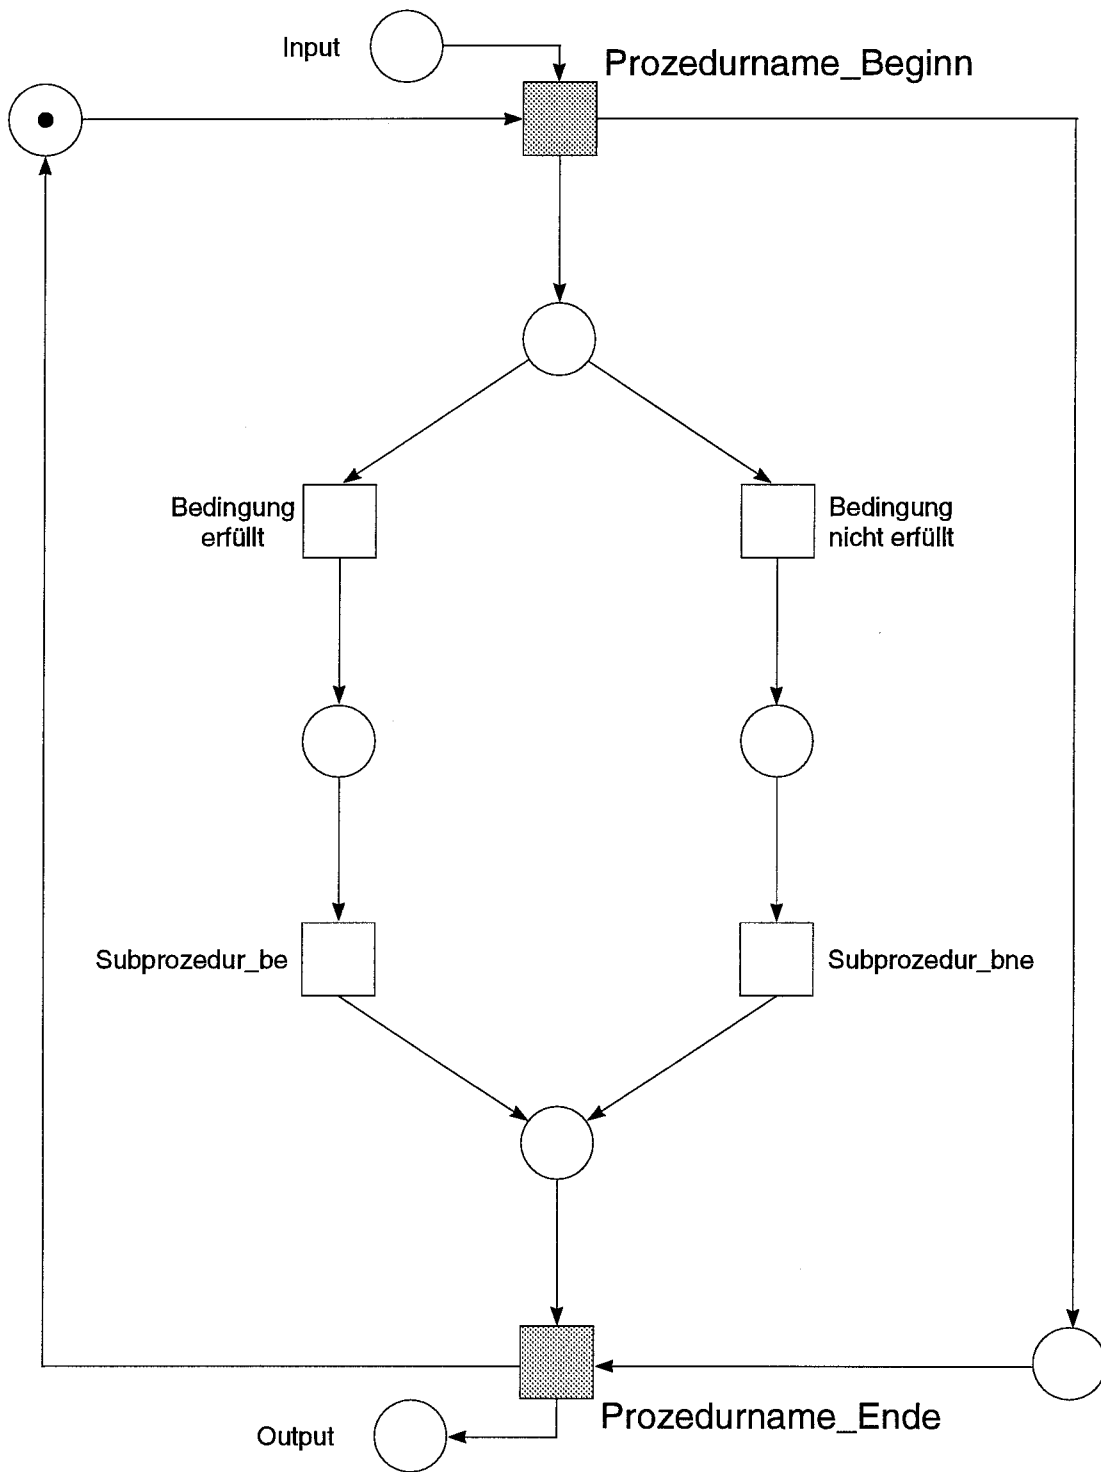 Input
Prozedurname_Beginn
Bedingung
erfüllt
Bedingung
nicht erfüllt
Subprozedur_be
Subprozedur_bne
Prozedurname_Ende
Output